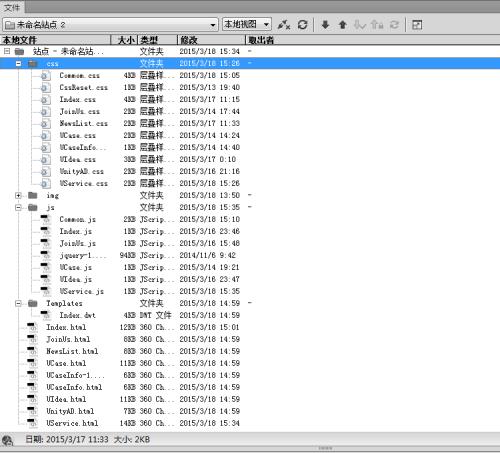 文件
未命名站点 2 本地视图
本地文件 大小 类型 修改 取出者
站点 - 未命名站... 文件夹 2015/3/18 15:34 -
css 文件夹 2015/3/18 15:26 -
Common.css 4KB 层叠样... 2015/3/18 15:05
CssReset.css 1KB 层叠样... 2015/3/13 19:40
Index.css 4KB 层叠样... 2015/3/17 11:15
JoinUs.css 2KB 层叠样... 2015/3/14 17:44
NewsList.css 2KB 层叠样... 2015/3/17 11:33
UCase.css 2KB 层叠样... 2015/3/14 14:24
UCaseInfo... 1KB 层叠样... 2015/3/14 14:40
UIdea.css 3KB 层叠样... 2015/3/17 0:10
UnityAD.css 2KB 层叠样... 2015/3/16 21:16
UService.css 2KB 层叠样... 2015/3/18 15:26
img 文件夹 2015/3/18 13:50 -
js 文件夹 2015/3/18 15:35 -
Common.js 2KB JScrip... 2015/3/18 15:10
Index.js 1KB JScrip... 2015/3/16 23:46
JoinUs.js 1KB JScrip... 2015/3/16 15:48
jquery-1.... 94KB JScrip... 2014/11/6 9:42
UCase.js 1KB JScrip... 2015/3/14 19:21
UIdea.js 1KB JScrip... 2015/3/16 23:47
UService.js 1KB JScrip... 2015/3/18 15:35
Templates 文件夹 2015/3/18 14:59 -
Index.dwt 4KB DWT 文件 2015/3/18 14:59
Index.html 12KB 360 Ch... 2015/3/18 15:01
JoinUs.html 8KB 360 Ch... 2015/3/18 14:59
NewsList.html 8KB 360 Ch... 2015/3/18 14:59
UCase.html 11KB 360 Ch... 2015/3/18 14:59
UCaseInfo-1.... 6KB 360 Ch... 2015/3/18 14:59
UCaseInfo.html 6KB 360 Ch... 2015/3/18 14:59
UIdea.html 11KB 360 Ch... 2015/3/18 14:59
UnityAD.html 7KB 360 Ch... 2015/3/18 14:59
UService.html 14KB 360 Ch... 2015/3/18 15:34
日期: 2015/3/17 11:33 大小: 2KB